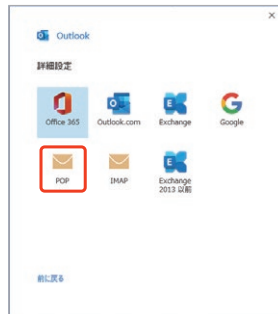 Outlook
詳細設定
Office 365
Outlook.com
Exchange
Google
POP
IMAP
Exchange
2013 以前
前に戻る